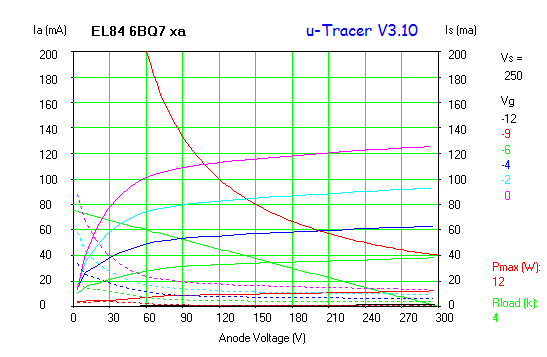 Ia (mA) EL84 6BQ7 xa u-Tracer V3.10 Is (ma)
200 200
180 180
160 160
140 140
120 120
100 100
80 80
60 60
40 40
20 20
0 0
0 30 60 90 120 150 180 210 240 270 300
Anode Voltage (V)
Vs =
250
Vg
-12
-9
-6
-4
-2
0
Pmax (W):
12
Rload (k):
4